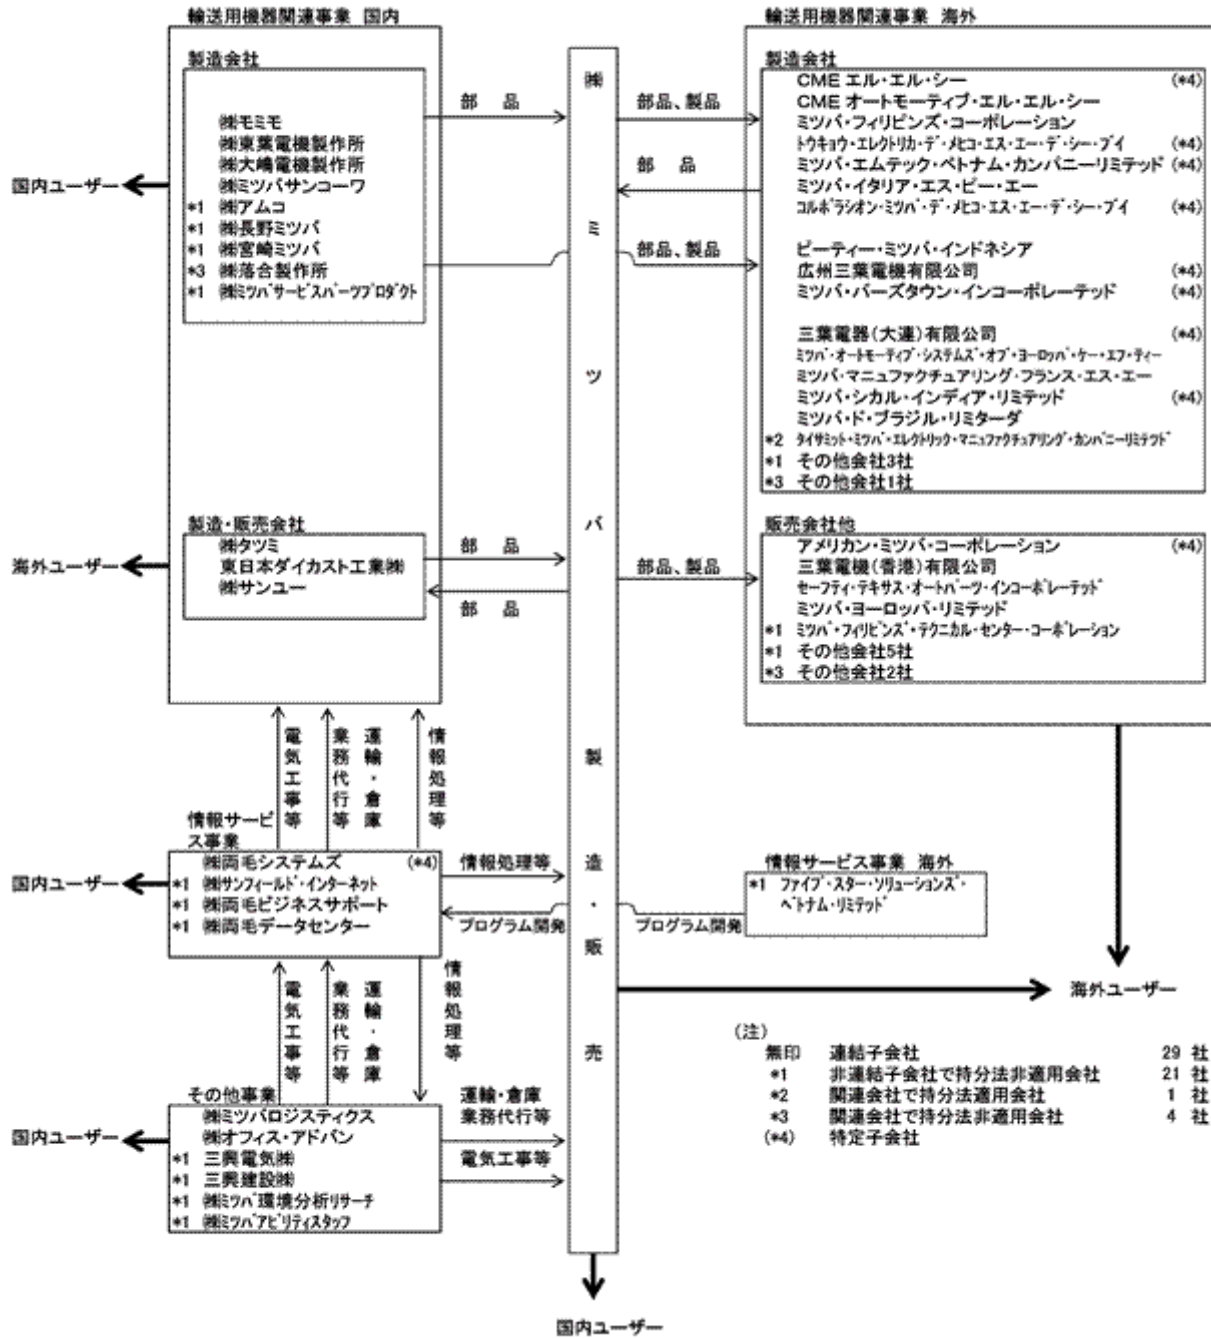 輸送用機器関連事業 国内
製造会社
㈱モミモ
㈱東葉電機製作所
㈱大嶋電機製作所
㈱ミツバサンコーワ
*1 ㈱アムコ
*1 ㈱長野ミツバ
*1 ㈱宮崎ミツバ
*3 ㈱落合製作所
*1 ㈱ミツバサービスパーツプロダクト
国内ユーザー
製造・販売会社
㈱タツミ
東日本ダイカスト工業㈱
㈱サンユー
海外ユーザー
部 品
部 品
部 品
㈱ミツバ 製造・販売
部品、製品
部 品
部品、製品
部品、製品
輸送用機器関連事業 海外
製造会社
CME エル・エル・シー (*4)
CME オートモーティブ・エル・エル・シー
ミツバ・フィリピンズ・コーポレーション
トウキョウ・エレクトリカ・デ・メヒコ・エス・エー・デ・シー・ブイ (*4)
ミツバ・エムテック・ベトナム・カンパニーリミテッド (*4)
ミツバ・イタリア・エス・ピー・エー
コルポラシオン・ミツバ・デ・メヒコ・エス・エー・デ・シー・ブイ (*4)
ピーティー・ミツバ・インドネシア
広州三葉電機有限公司 (*4)
ミツバ・バーズタウン・インコーポレーテッド (*4)
三葉電器(大連)有限公司 (*4)
ミツバ・オートモーティブ・システムズ・オブ・ヨーロッパ・ケー・エフ・ティー
ミツバ・マニュファクチュアリング・フランス・エス・エー
ミツバ・シカル・インディア・リミテッド (*4)
ミツバ・ド・ブラジル・リミターダ
*2 タイサミット・ミツバ・エレクトリック・マニュファクチュアリング・カンパニーリミテッド
*1 その他会社3社
*3 その他会社1社
販売会社他
アメリカン・ミツバ・コーポレーション (*4)
三葉電機(香港)有限公司
セーフティ・テキサス・オートパーツ・インコーポレーテッド
ミツバ・ヨーロッパ・リミテッド
*1 ミツバ・フィリピンズ・テクニカル・センター・コーポレーション
*1 その他会社5社
*3 その他会社2社
電気工事等
業務代行等
運輸・倉庫
情報処理等
情報サービス事業
㈱両毛システムズ (*4)
*1 ㈱サンフィールド・インターネット
*1 ㈱両毛ビジネスサポート
*1 ㈱両毛データセンター
国内ユーザー
情報処理等
プログラム開発
プログラム開発
情報サービス事業 海外
*1 ファイブ・スター・ソリューションズ・
ベトナム・リミテッド
海外ユーザー
電気工事等
業務代行等
運輸・倉庫
情報処理等
その他事業
㈱ミツバロジスティクス
㈱オフィス・アドバン
*1 三興電気㈱
*1 三興建設㈱
*1 ㈱ミツバ環境分析リサーチ
*1 ㈱ミツバアビリティスタッフ
国内ユーザー
運輸・倉庫
業務代行等
電気工事等
国内ユーザー
(注)
無印 連結子会社 29 社
*1 非連結子会社で持分法非適用会社 21 社
*2 関連会社で持分法適用会社 1 社
*3 関連会社で持分法非適用会社 4 社
(*4) 特定子会社